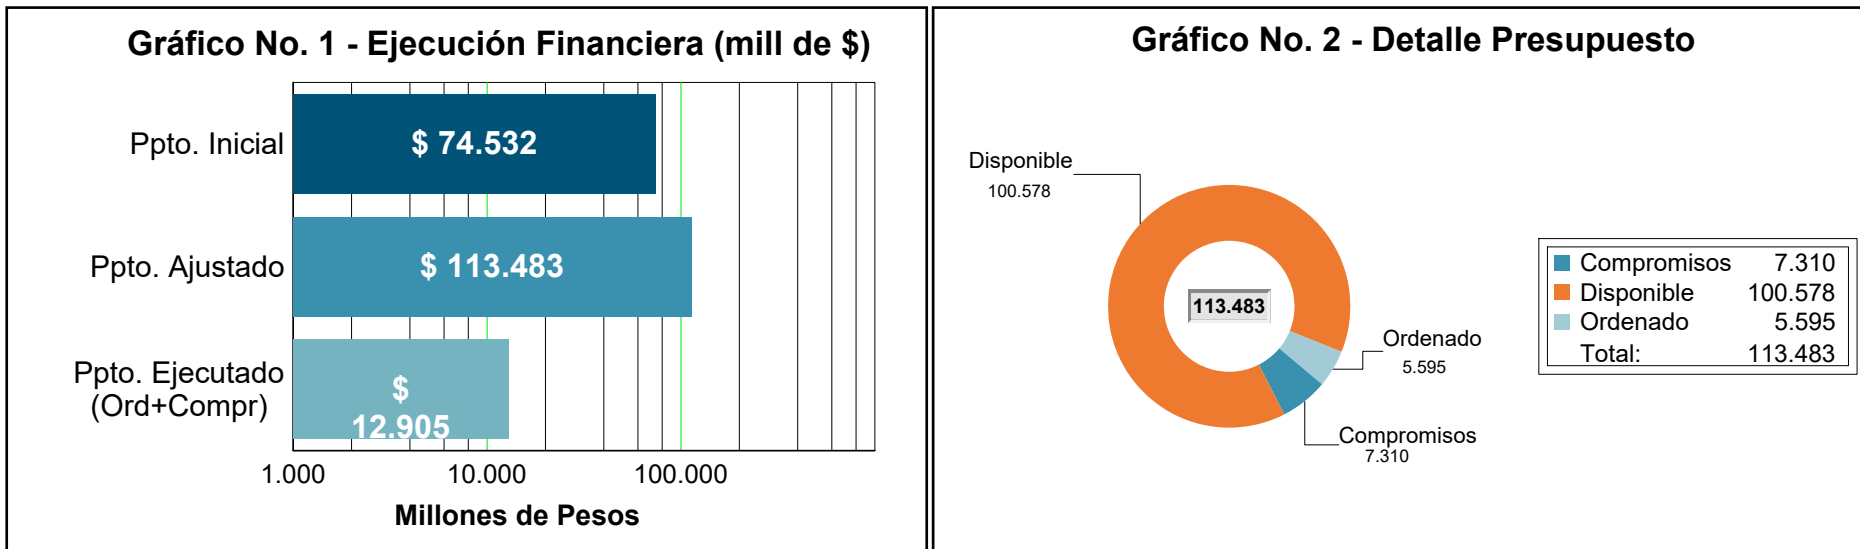 Gráfico No. 1 - Ejecución Financiera (mill de $)
Ppto. Inicial
$ 74.532
Ppto. Ajustado
$ 113.483
Ppto. Ejecutado
(Ord+Compr)
$
12.905
1.000
10.000
100.000
Millones de Pesos
Gráfico No. 2 - Detalle Presupuesto
Disponible
100.578
113.483
Ordenado
5.595
Compromisos
7.310
Compromisos 7.310
Disponible 100.578
Ordenado 5.595
Total: 113.483